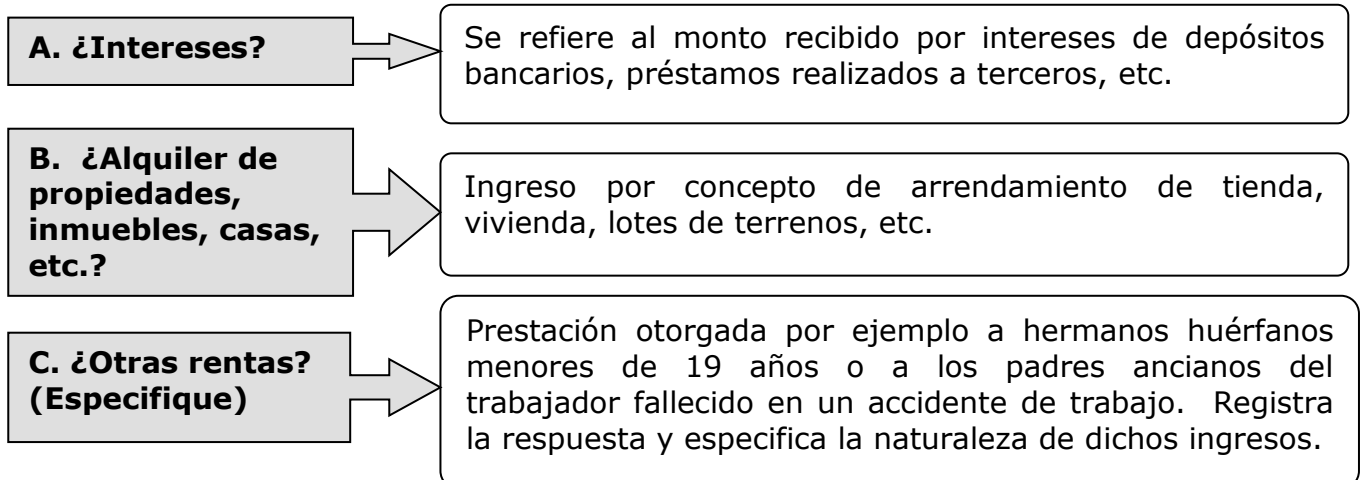 A. ¿Intereses?
Se refiere al monto recibido por intereses de depósitos
bancarios, préstamos realizados a terceros, etc.
B. ¿Alquiler de
propiedades,
inmuebles, casas,
etc.?
Ingreso por concepto de arrendamiento de tienda,
vivienda, lotes de terrenos, etc.
C. ¿Otras rentas?
(Especifique)
Prestación otorgada por ejemplo a hermanos huérfanos
menores de 19 años o a los padres ancianos del
trabajador fallecido en un accidente de trabajo. Registra
la respuesta y especifica la naturaleza de dichos ingresos.